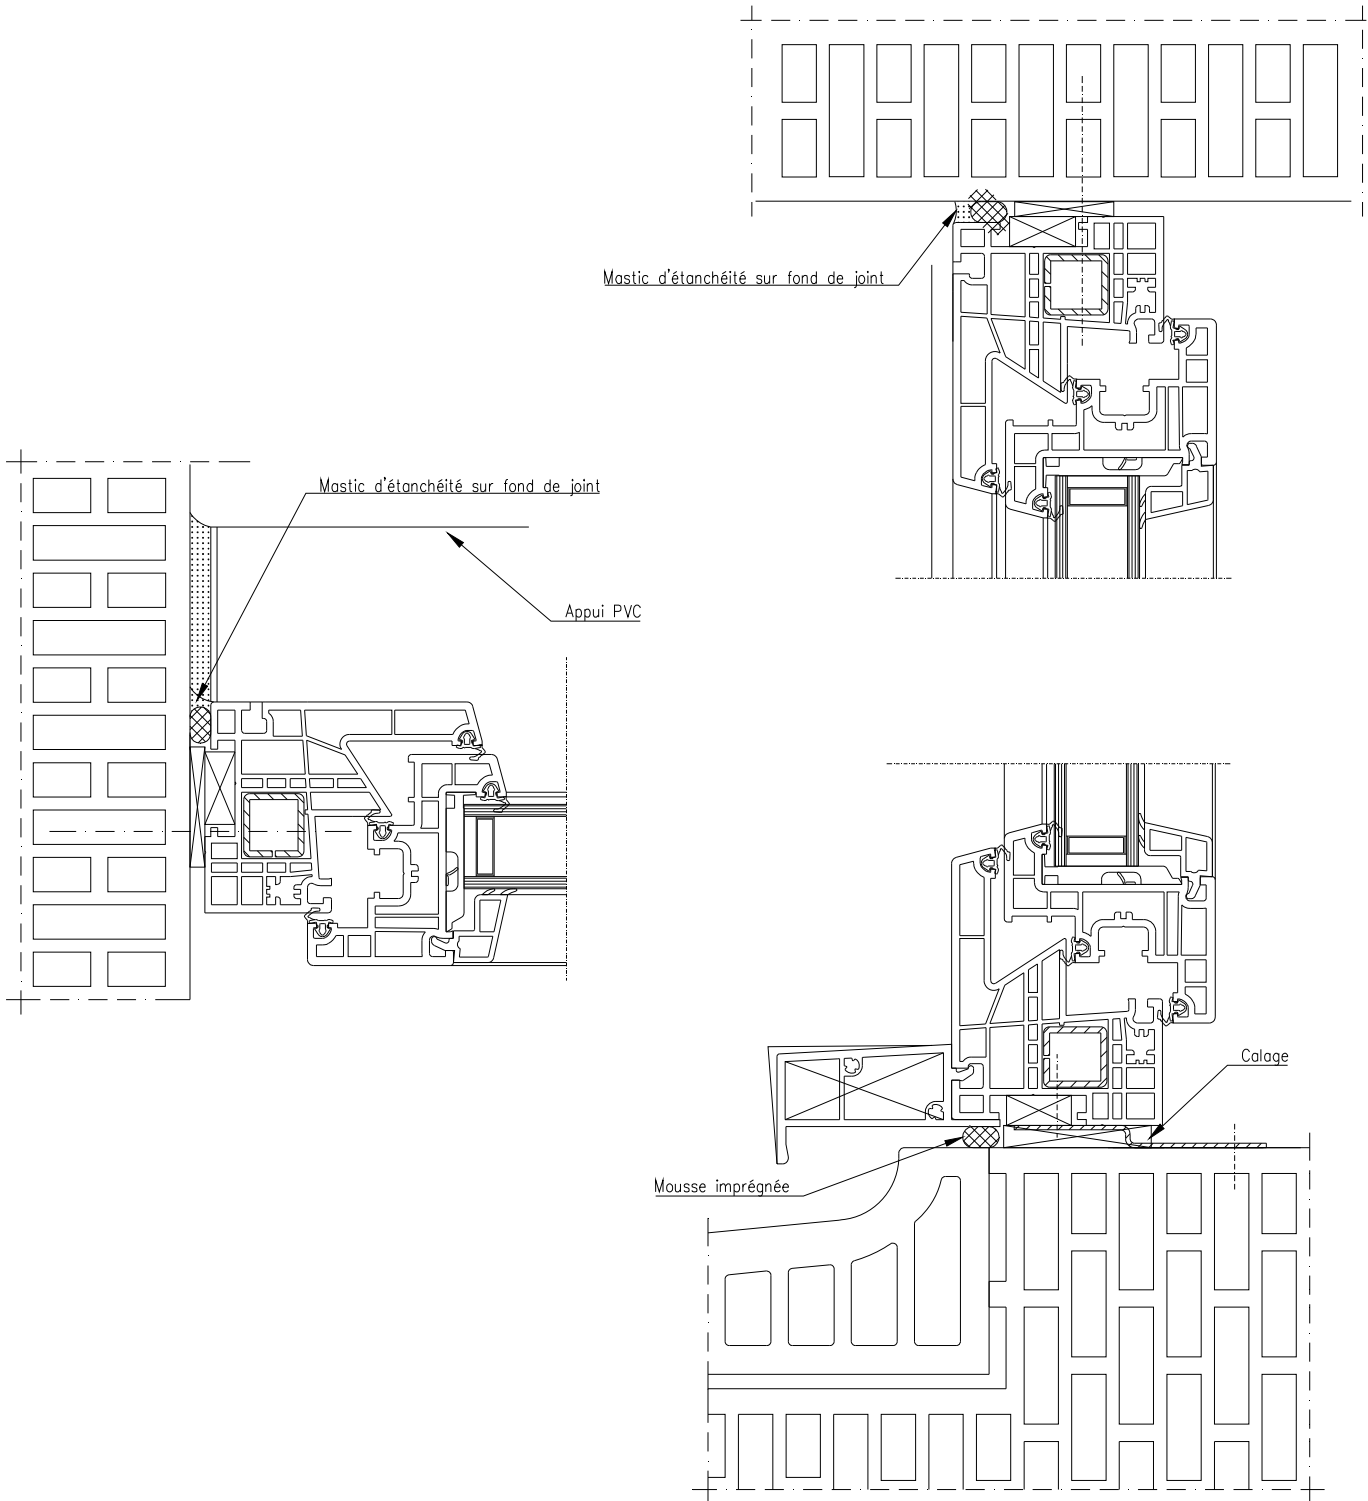 Mastic d'étanchéité sur fond de joint
Mastic d'étanchéité sur fond de joint
Appui PVC
Calage
Mousse imprégnée